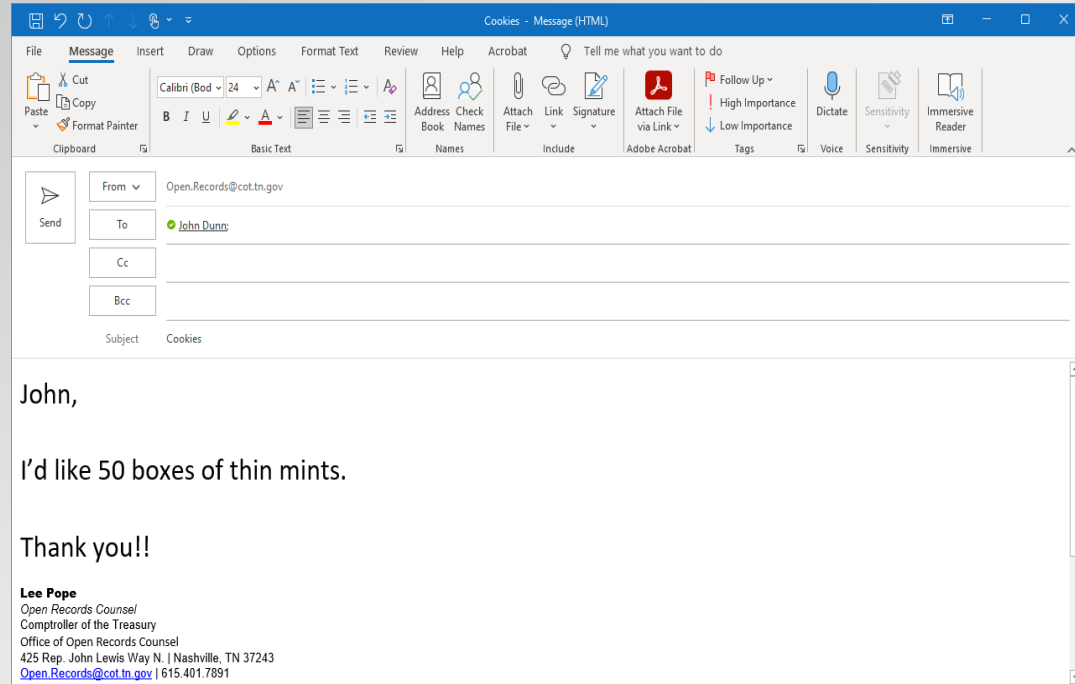 Cookies - Message (HTML)
File Message Insert Draw Options Format Text Review Help Acrobat Tell me what you want to do
Paste
Cut
Copy
Format Painter
Clipboard
Calibri (Bod 24
B I U
Basic Text
Address Book
Check Names
Names
Attach File
Link
Signature
Include
Attach File via Link
Adobe Acrobat
Follow Up
High Importance
Low Importance
Tags
Dictate
Voice
Sensitivity
Sensitivity
Immersive Reader
Immersive
Send
From Open.Records@cot.tn.gov
To John Dunn;
Cc
Bcc
Subject Cookies
John,
I’d like 50 boxes of thin mints.
Thank you!!
Lee Pope
Open Records Counsel
Comptroller of the Treasury
Office of Open Records Counsel
425 Rep. John Lewis Way N. | Nashville, TN 37243
Open.Records@cot.tn.gov | 615.401.7891